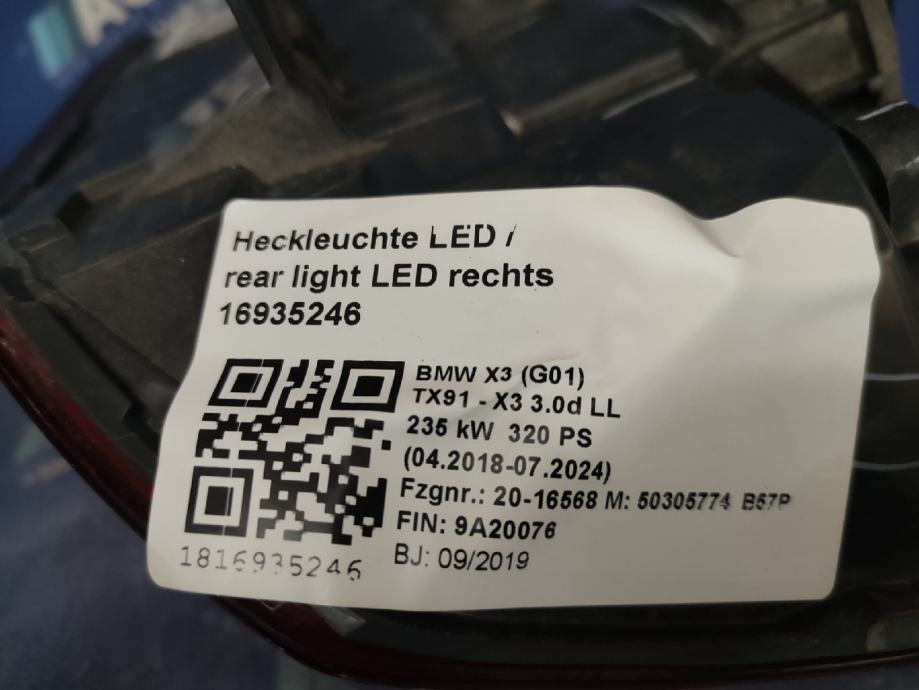 Heckleuchte LED /
rear light LED rechts
16935246
BMW X3 (G01)
TX91 - X3 3.0d LL
235 kW 320 PS
(04.2018-07.2024)
Fzgnr.: 20-16568 M: 50305774 B57P
FIN: 9A20076
BJ: 09/2019
1816935246